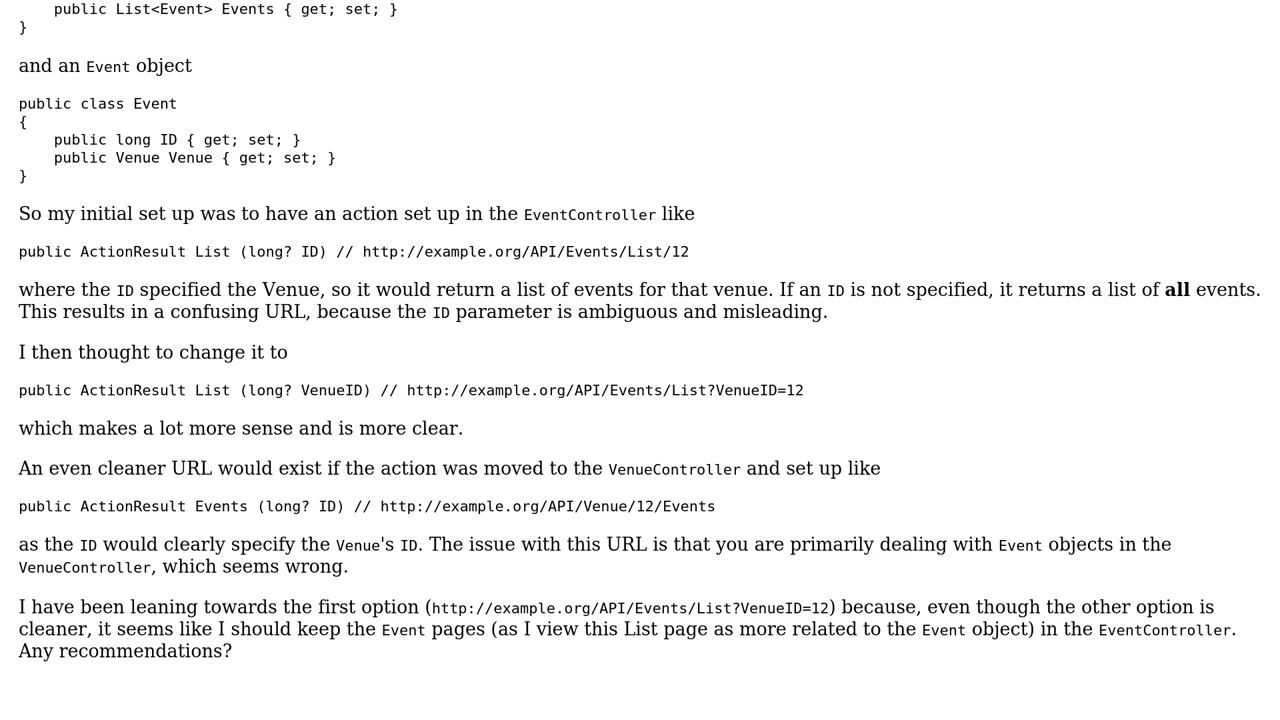 public List<Event> Events { get; set; }
}
and an Event object
public class Event
{
    public long ID { get; set; }
    public Venue Venue { get; set; }
}
So my initial set up was to have an action set up in the EventController like
public ActionResult List (long? ID) // http://example.org/API/Events/List/12
where the ID specified the Venue, so it would return a list of events for that venue. If an ID is not specified, it returns a list of all events.
This results in a confusing URL, because the ID parameter is ambiguous and misleading.
I then thought to change it to
public ActionResult List (long? VenueID) // http://example.org/API/Events/List?VenueID=12
which makes a lot more sense and is more clear.
An even cleaner URL would exist if the action was moved to the VenueController and set up like
public ActionResult Events (long? ID) // http://example.org/API/Venue/12/Events
as the ID would clearly specify the Venue's ID. The issue with this URL is that you are primarily dealing with Event objects in the
VenueController, which seems wrong.
I have been leaning towards the first option (http://example.org/API/Events/List?VenueID=12) because, even though the other option is
cleaner, it seems like I should keep the Event pages (as I view this List page as more related to the Event object) in the EventController.
Any recommendations?